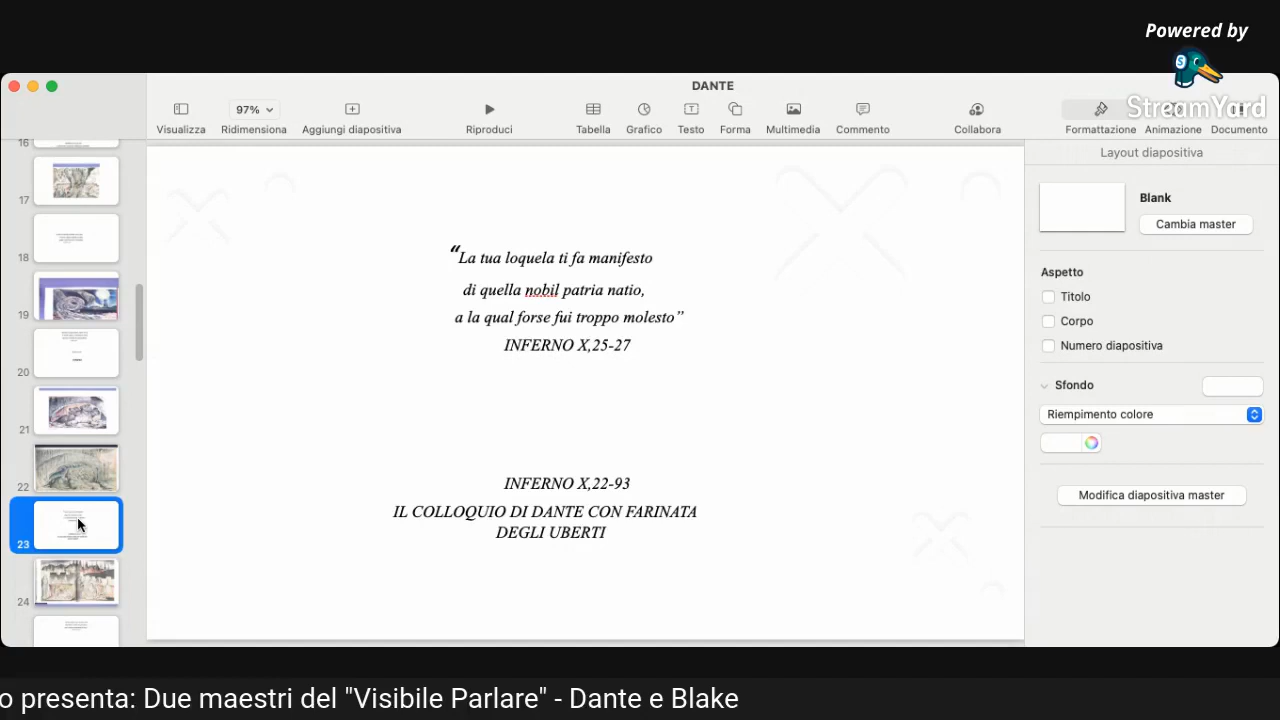 Powered by
StreamYard
DANTE
97%
Visualizza
Ridimensiona
Aggiungi diapositiva
Riproduci
Tabella
Grafico
Testo
Forma
Multimedia
Commento
Collabora
Formattazione
Animazione
Documento
16
17
18
19
20
21
22
23
24
“La tua loquela ti fa manifesto
di quella nobil patria natio,
a la qual forse fui troppo molesto”
INFERNO X,25-27
INFERNO X,22-93
IL COLLOQUIO DI DANTE CON FARINATA
DEGLI UBERTI
Layout diapositiva
Blank
Cambia master
Aspetto
Titolo
Corpo
Numero diapositiva
Sfondo
Riempimento colore
Modifica diapositiva master
o presenta: Due maestri del "Visibile Parlare" - Dante e Blake